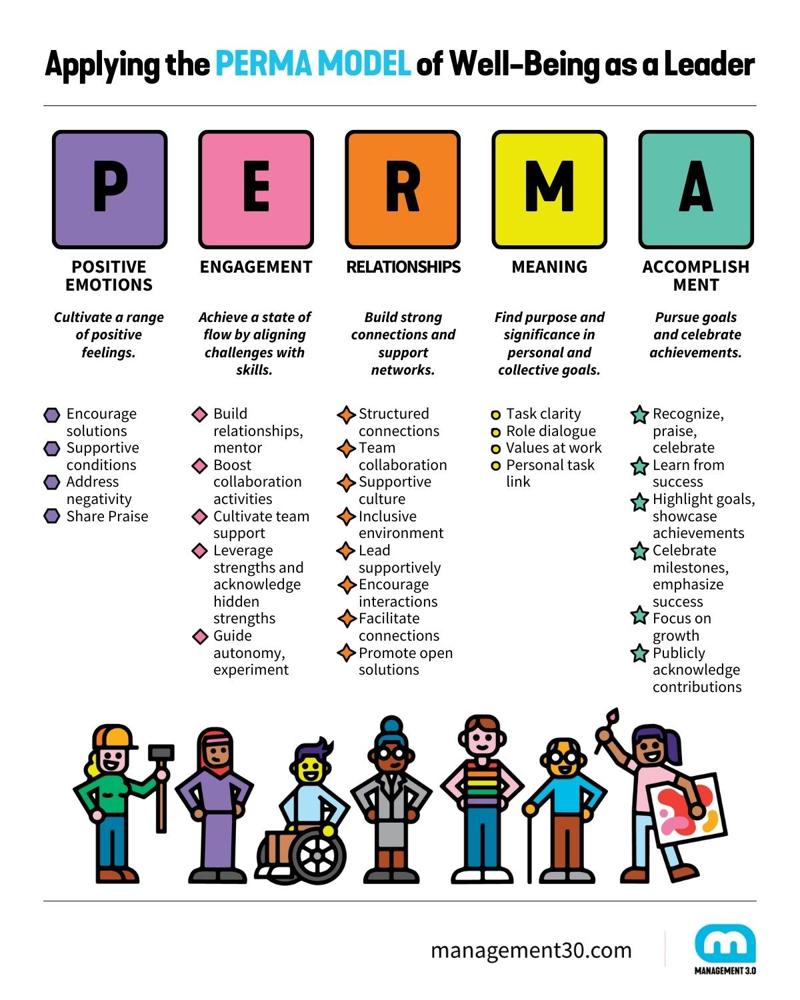 Applying the PERMA MODEL of Well-Being as a Leader
P
E
R
M
A
POSITIVE
EMOTIONS
Cultivate a range
of positive
feelings.
Encourage
solutions
Supportive
conditions
Address
negativity
Share Praise
ENGAGEMENT
Achieve a state of
flow by aligning
challenges with
skills.
Build
relationships,
mentor
Boost
collaboration
activities
Cultivate team
support
Leverage
strengths and
acknowledge
hidden
strengths
Guide
autonomy,
experiment
RELATIONSHIPS
Build strong
connections and
support
networks.
Structured
connections
Team
collaboration
Supportive
culture
Inclusive
environment
Lead
supportively
Encourage
interactions
Facilitate
connections
Promote open
solutions
MEANING
Find purpose and
significance in
personal and
collective goals.
Task clarity
Role dialogue
Values at work
Personal task
link
ACCOMPLISH
MENT
Pursue goals
and celebrate
achievements.
Recognize,
praise,
celebrate
Learn from
success
Highlight goals,
showcase
achievements
Celebrate
milestones,
emphasize
success
Focus on
growth
Publicly
acknowledge
contributions
management30.com
m
MANAGEMENT 3.0